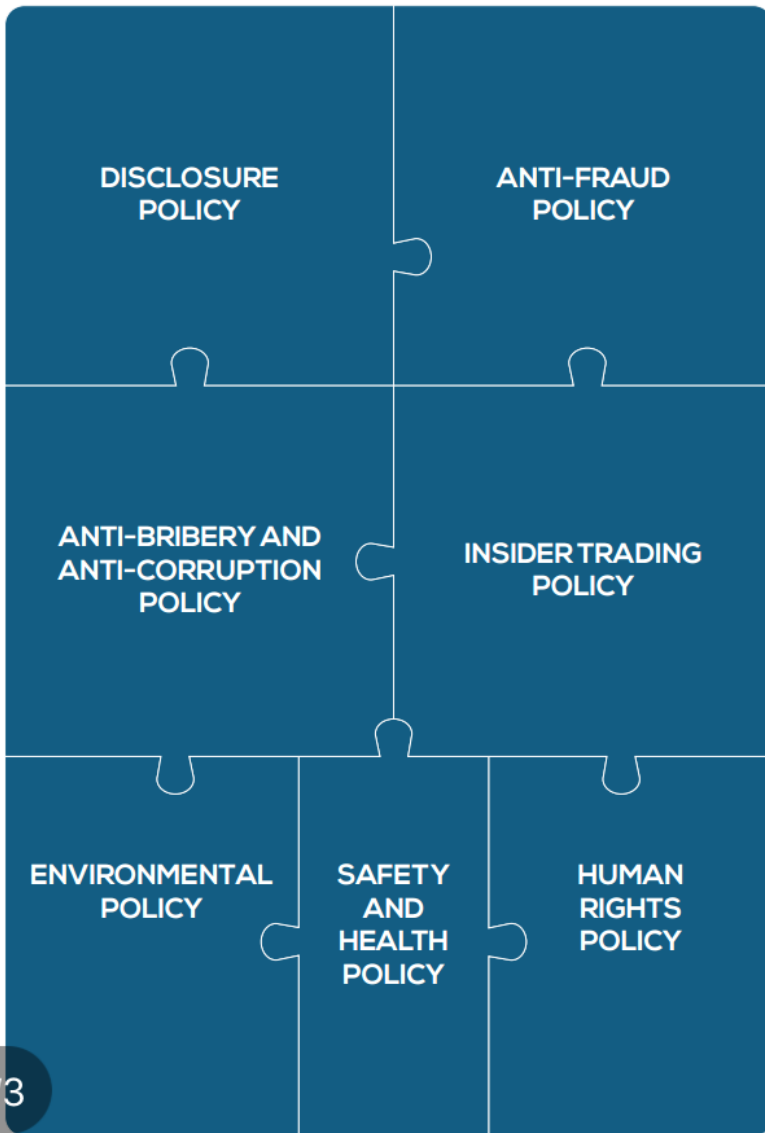 DISCLOSURE
POLICY
ANTI-FRAUD
POLICY
ANTI-BRIBERY AND
ANTI-CORRUPTION
POLICY
INSIDER TRADING
POLICY
ENVIRONMENTAL
POLICY
SAFETY
AND
HEALTH
POLICY
HUMAN
RIGHTS
POLICY
/3